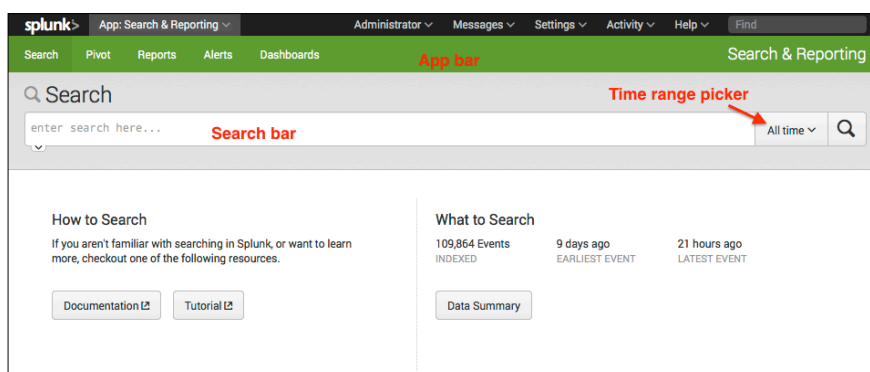 splunk> App: Search & Reporting Administrator Messages Settings Activity Help Find
Search Pivot Reports Alerts Dashboards App bar Search & Reporting
Search Time range picker
enter search here... Search bar All time
How to Search
If you aren't familiar with searching in Splunk, or want to learn
more, checkout one of the following resources.
Documentation Tutorial
What to Search
109,864 Events 9 days ago 21 hours ago
INDEXED EARLIEST EVENT LATEST EVENT
Data Summary